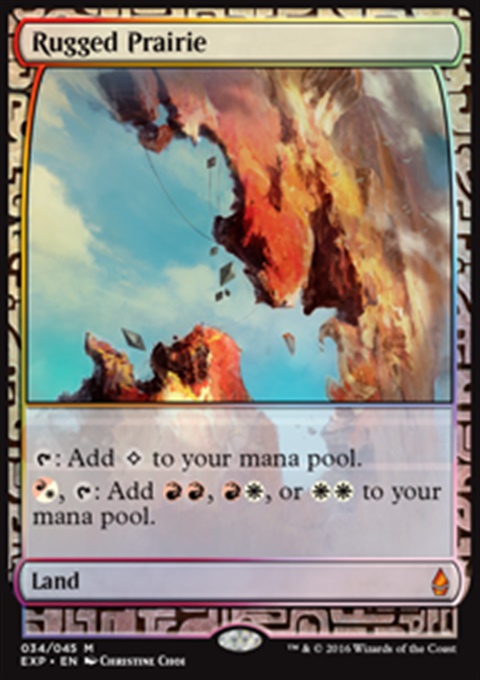 Rugged Prairie
: Add to your mana pool.
, : Add , , or to your
mana pool.
Land
034/045 M
EXP • EN Christine Choi
™ & © 2016 Wizards of the Coast